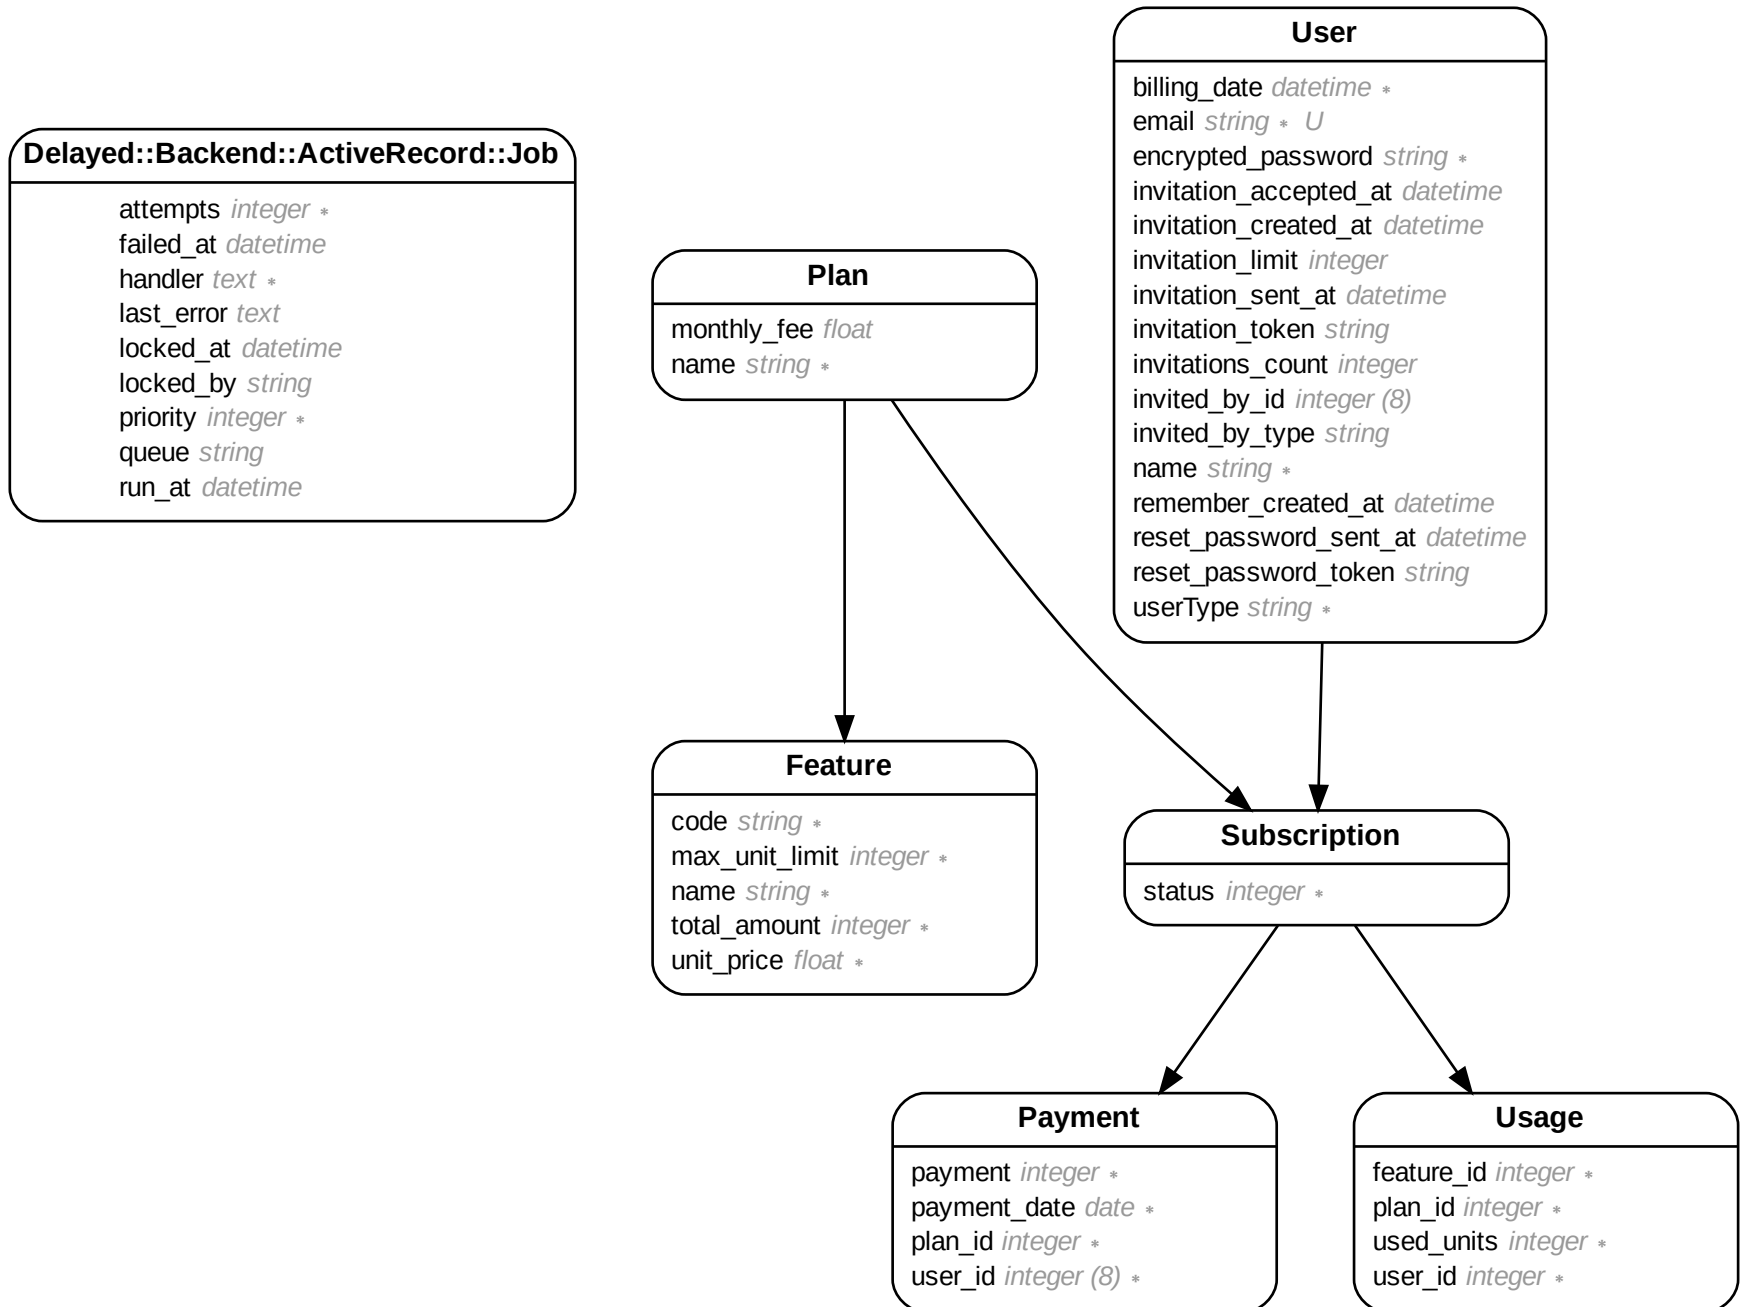 User
billing_date datetime *
email string * U
encrypted_password string *
invitation_accepted_at datetime
invitation_created_at datetime
invitation_limit integer
invitation_sent_at datetime
invitation_token string
invitations_count integer
invited_by_id integer (8)
invited_by_type string
name string *
remember_created_at datetime
reset_password_sent_at datetime
reset_password_token string
userType string *
Delayed::Backend::ActiveRecord::Job
attempts integer *
failed_at datetime
handler text *
last_error text
locked_at datetime
locked_by string
priority integer *
queue string
run_at datetime
Plan
monthly_fee float
name string *
Feature
code string *
max_unit_limit integer *
name string *
total_amount integer *
unit_price float *
Subscription
status integer *
Payment
payment integer *
payment_date date *
plan_id integer *
user_id integer (8) *
Usage
feature_id integer *
plan_id integer *
used_units integer *
user_id integer *